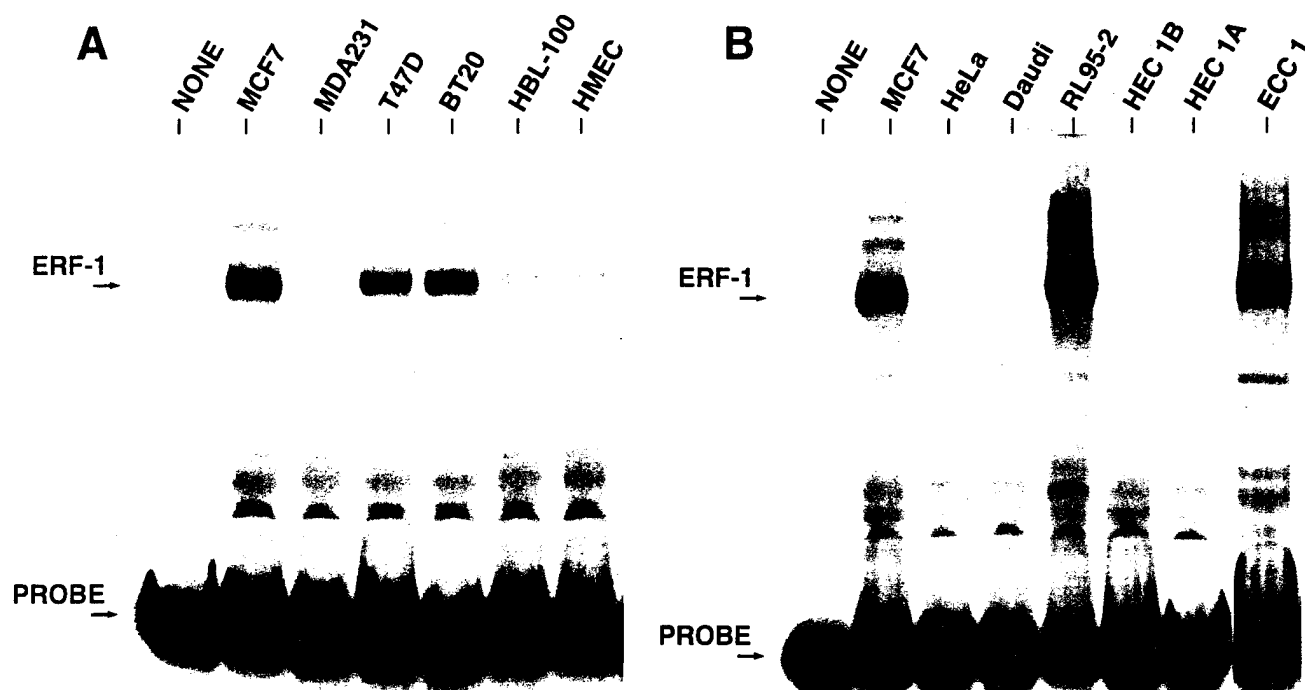 A
– NONE
– MCF7
– MDA231
– T47D
– BT20
– HBL-100
– HMEC
ERF-1
PROBE
B
– NONE
– MCF7
– HeLa
– Daudi
– RL95-2
– HEC 1B
– HEC 1A
– ECC 1
ERF-1
PROBE